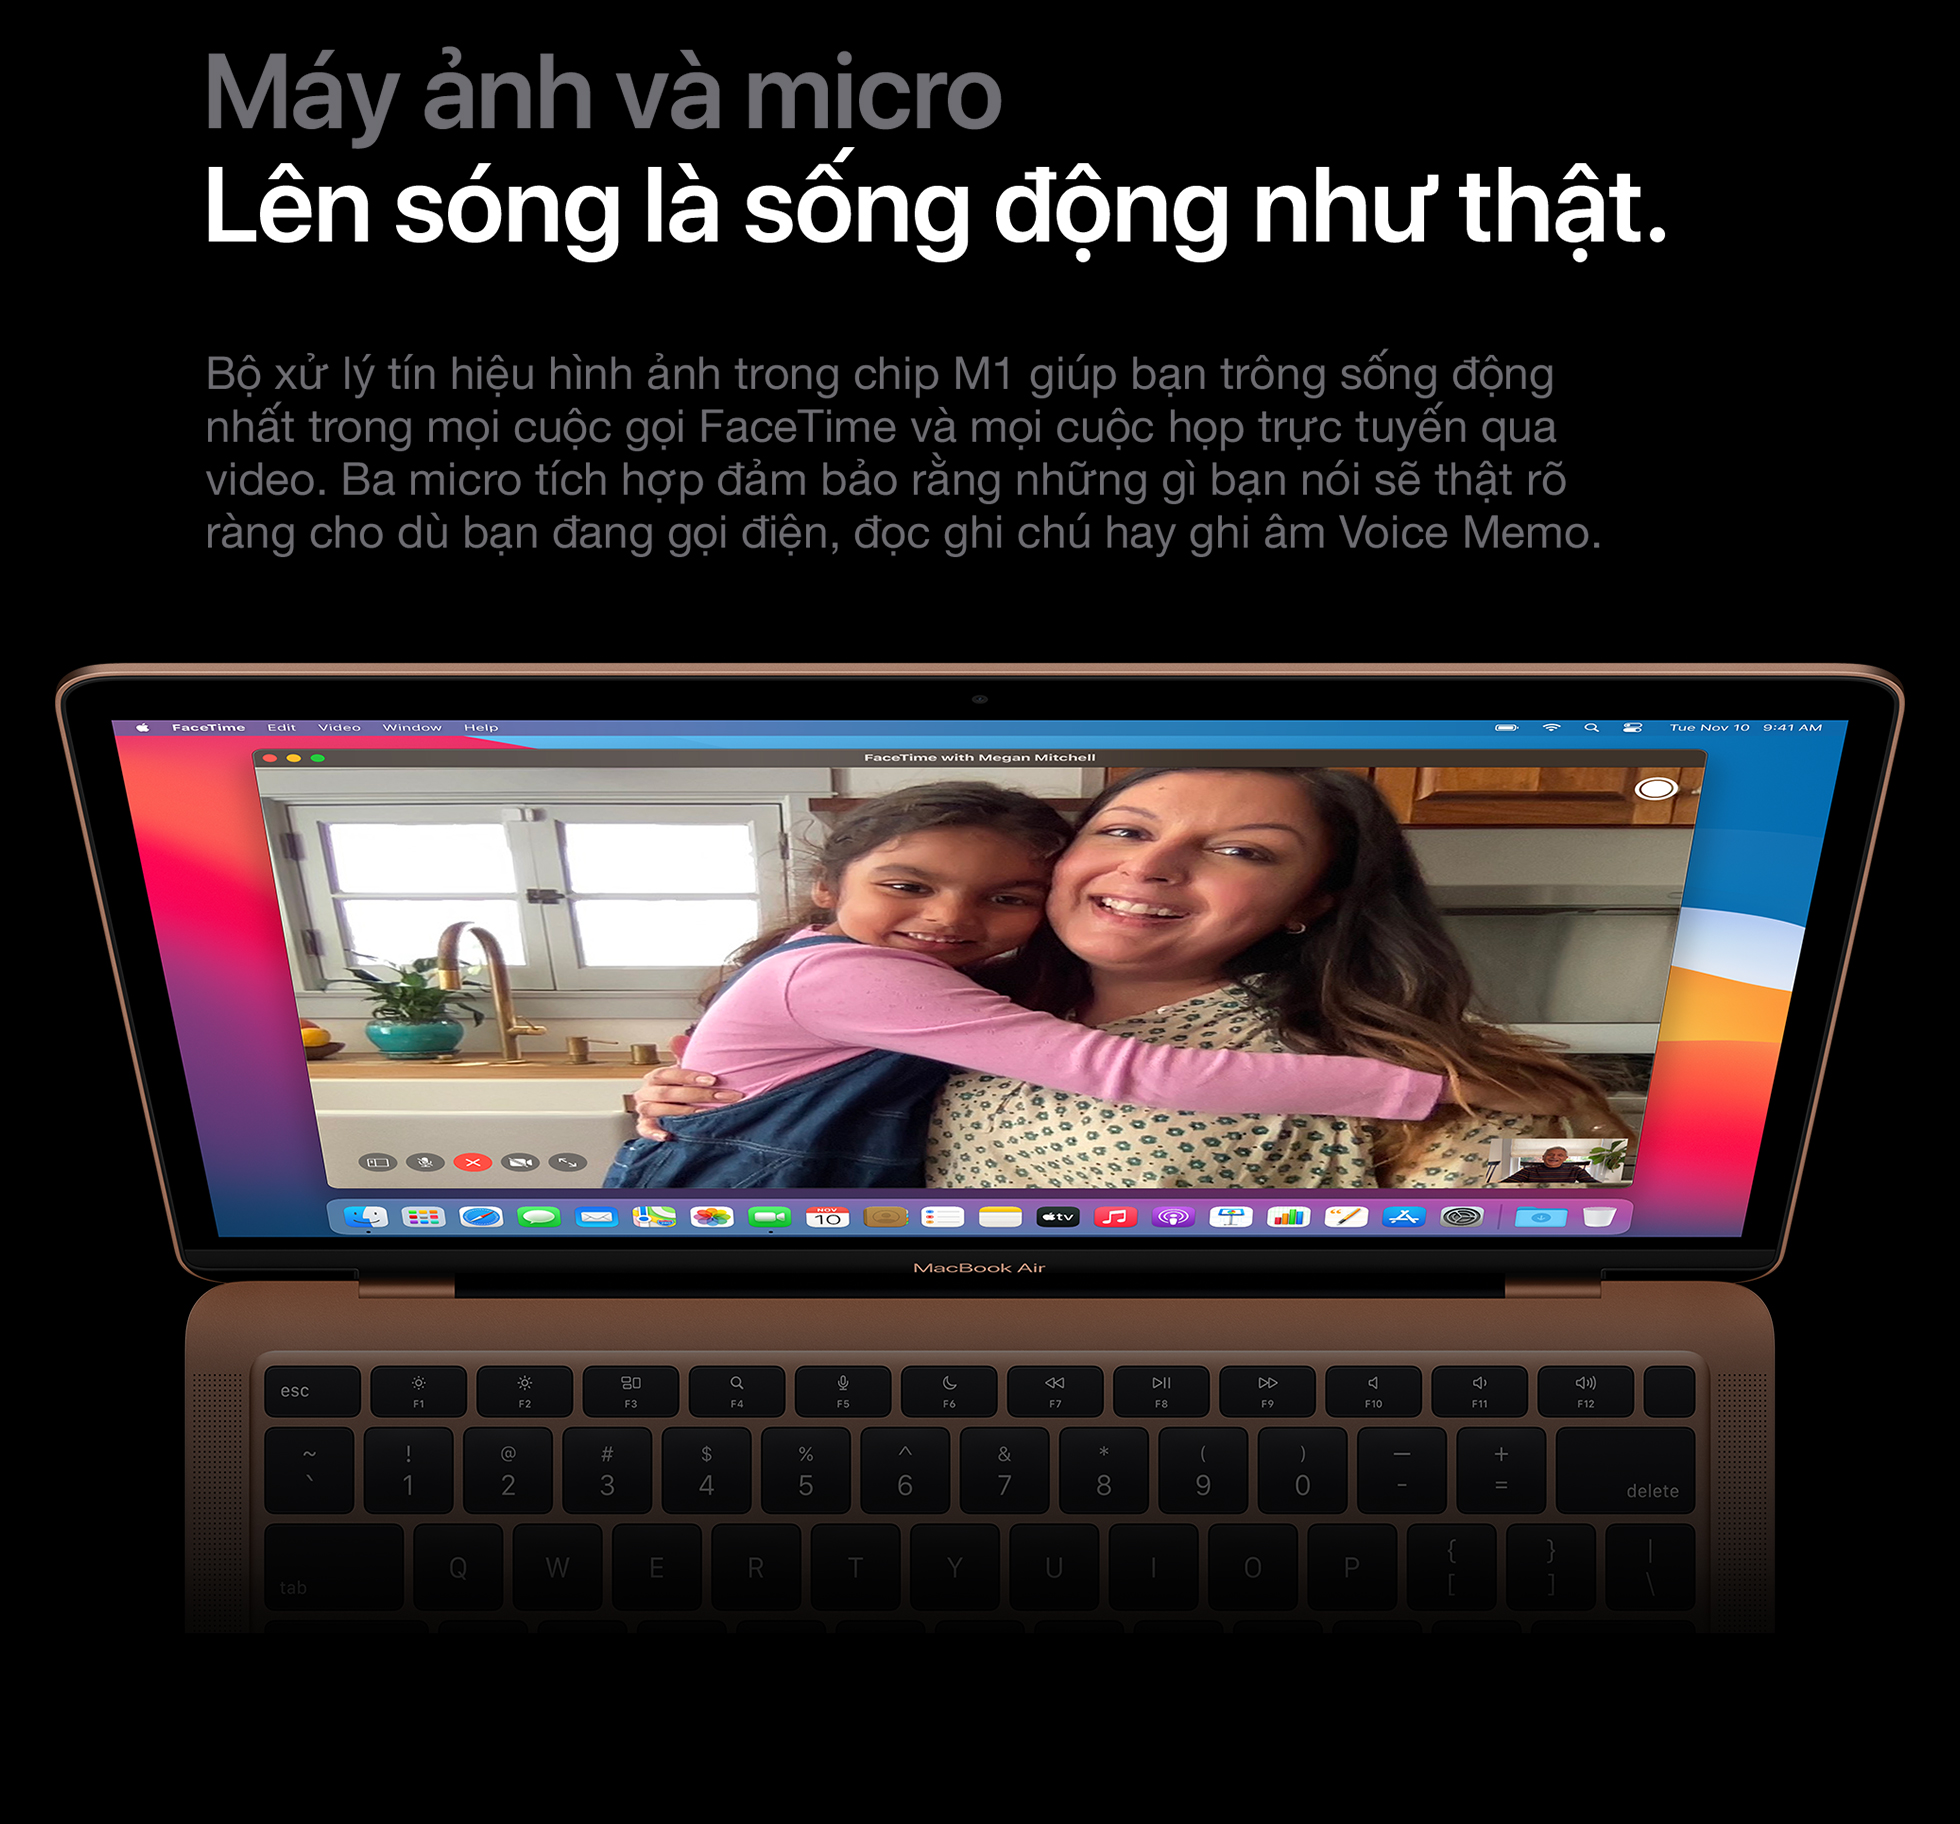 Máy ảnh và micro
Lên sóng là sống động như thật.
Bộ xử lý tín hiệu hình ảnh trong chip M1 giúp bạn trông sống động
nhất trong mọi cuộc gọi FaceTime và mọi cuộc họp trực tuyến qua
video. Ba micro tích hợp đảm bảo rằng những gì bạn nói sẽ thật rõ
ràng cho dù bạn đang gọi điện, đọc ghi chú hay ghi âm Voice Memo.
FaceTime Edit Video Window Help Tue Nov 10 9:41 AM
FaceTime with Megan Mitchell
NOV
10
tv
MacBook Air
esc F1 F2 F3 F4 F5 F6 F7 F8 F9 F10 F11 F12
~ ! @ # $ % ^ & * ( ) — +
` 1 2 3 4 5 6 7 8 9 0 - = delete
tab Q W E R T Y U I O P { } |
[ ] \